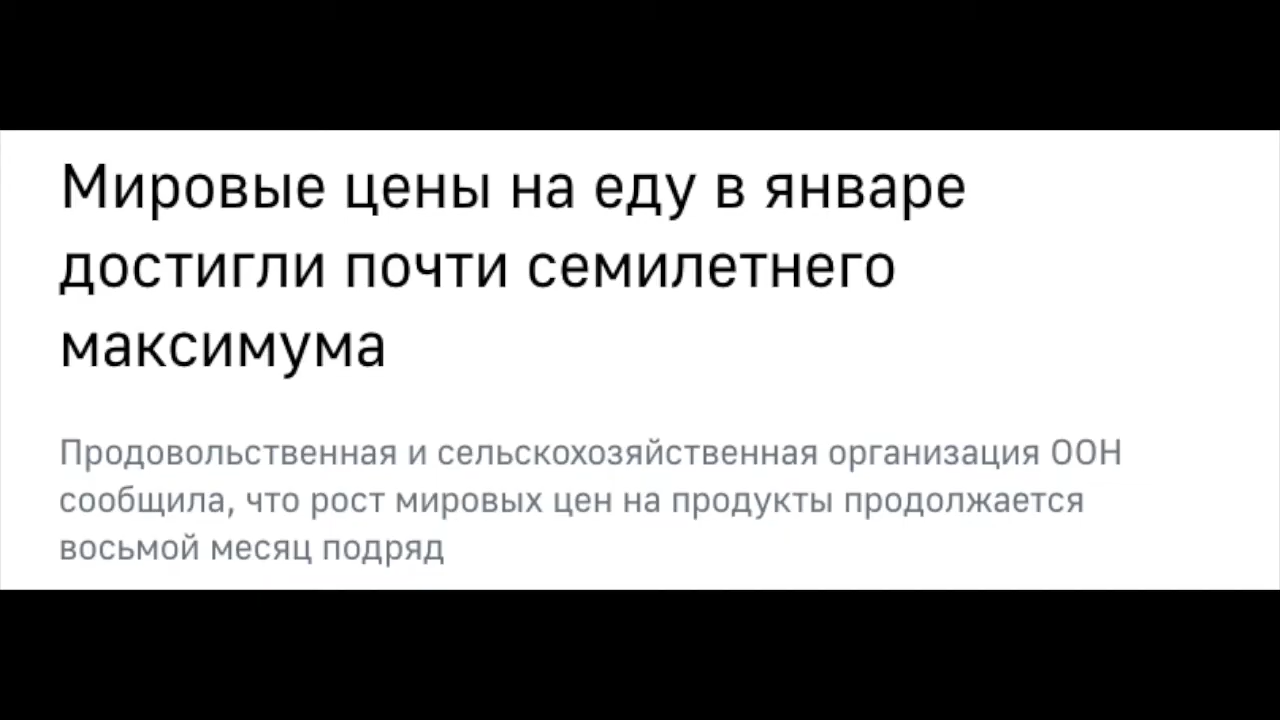 Мировые цены на еду в январе
достигли почти семилетнего
максимума
Продовольственная и сельскохозяйственная организация ООН
сообщила, что рост мировых цен на продукты продолжается
восьмой месяц подряд